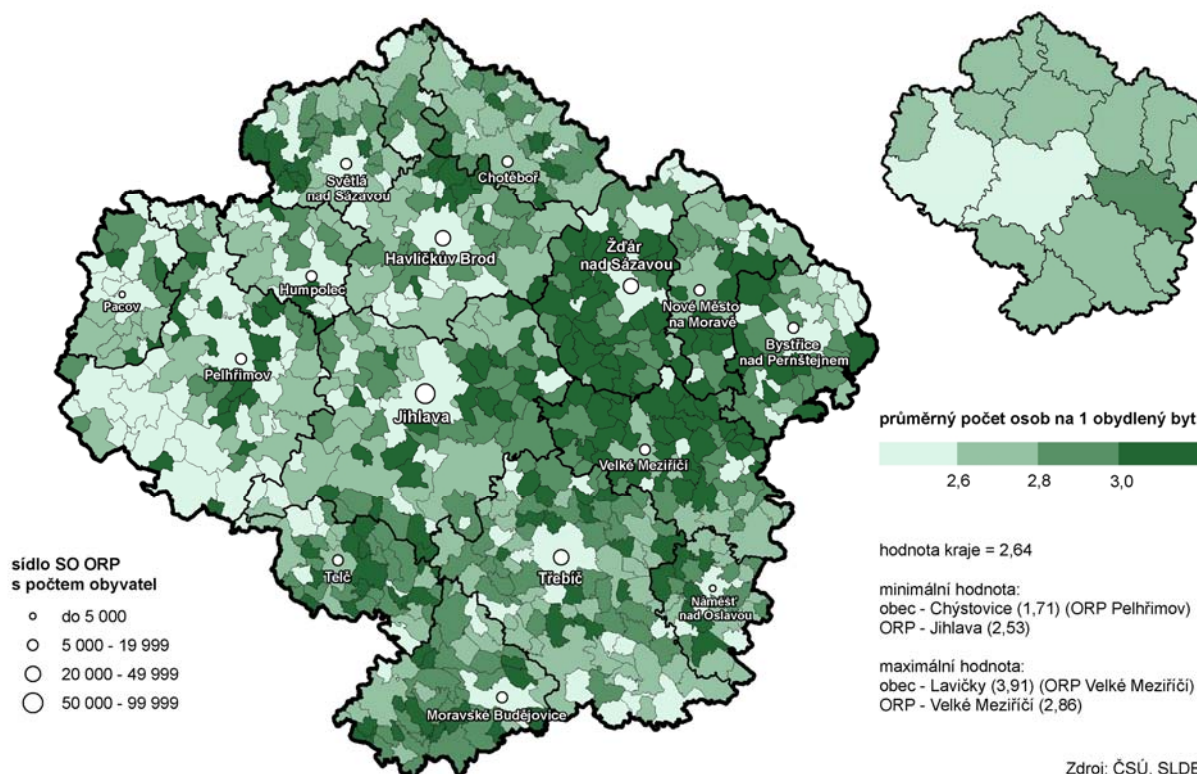 Světlá
nad Sázavou
Chotěboř
Havlíčkův Brod
Žďár
nad Sázavou
Humpolec
Pacov
Nové Město
na Moravě
Bystřice
nad Pernštejnem
Pelhřimov
Jihlava
Velké Meziříčí
Telč
Třebíč
Náměšť
nad Oslavou
Moravské Budějovice
sídlo SO ORP
s počtem obyvatel
do 5 000
5 000 - 19 999
20 000 - 49 999
50 000 - 99 999
průměrný počet osob na 1 obydlený byt
2,6 2,8 3,0
hodnota kraje = 2,64
minimální hodnota:
obec - Chýstovice (1,71) (ORP Pelhřimov)
ORP - Jihlava (2,53)
maximální hodnota:
obec - Lavičky (3,91) (ORP Velké Meziříčí)
ORP - Velké Meziříčí (2,86)
Zdroj: ČSÚ, SLDB